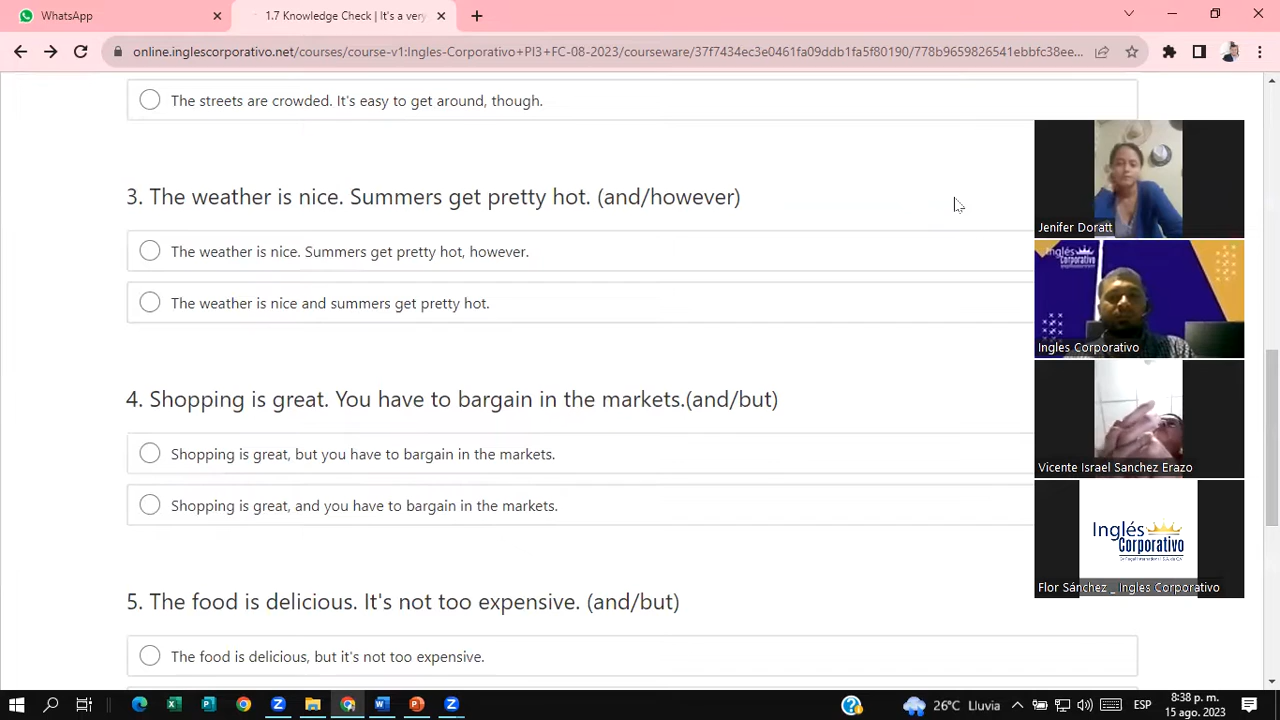 WhatsApp
1.7 Knowledge Check | It's a very
online.inglescorporativo.net/courses/course-v1:Ingles-Corporativo+PI3+FC-08-2023/courseware/37f7434ec3e0461fa09ddb1fa5f80190/778b9659826541ebbfc38ee...
The streets are crowded. It's easy to get around, though.
3. The weather is nice. Summers get pretty hot. (and/however)
The weather is nice. Summers get pretty hot, however.
The weather is nice and summers get pretty hot.
4. Shopping is great. You have to bargain in the markets.(and/but)
Shopping is great, but you have to bargain in the markets.
Shopping is great, and you have to bargain in the markets.
5. The food is delicious. It's not too expensive. (and/but)
The food is delicious, but it's not too expensive.
Jenifer Doratt
Inglés
Corporativo
Ingles Corporativo
Vicente Israel Sanchez Erazo
Inglés
Corporativo
Flor Sánchez _ Ingles Corporativo
26°C Lluvia
ESP
8:38 p. m.
15 ago. 2023